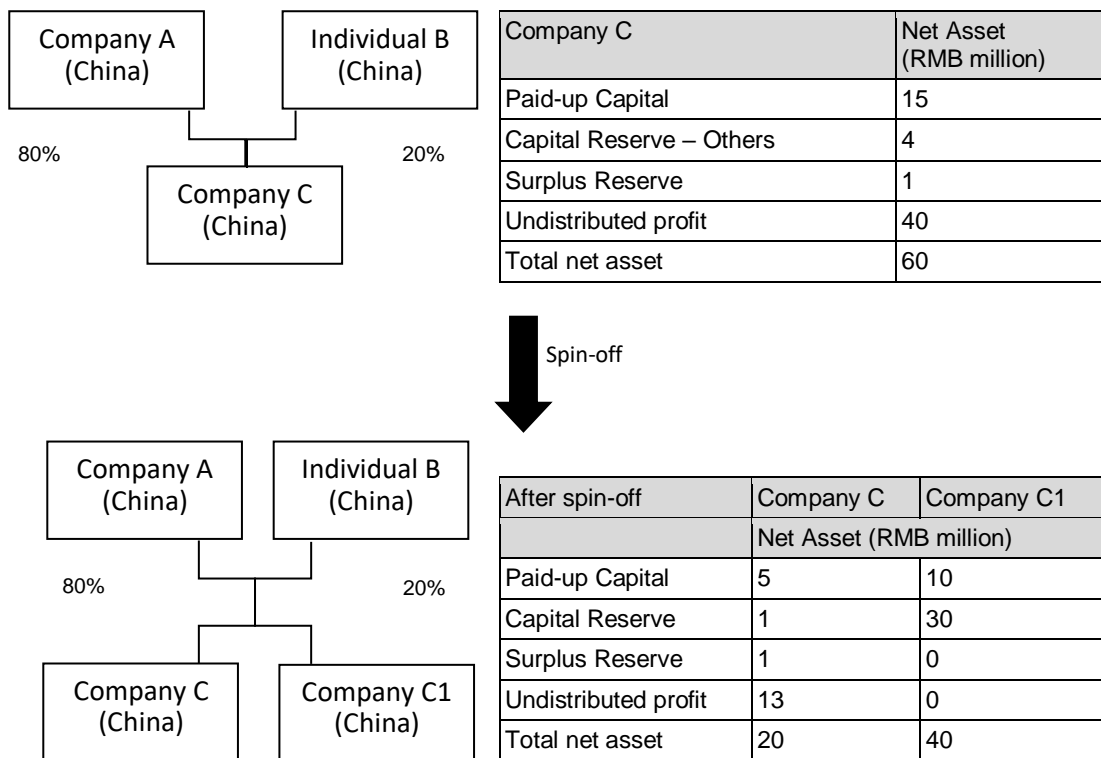 Company A
(China)
Individual B
(China)
80%
20%
Company C
(China)
Company C
Net Asset
(RMB million)
Paid-up Capital
15
Capital Reserve – Others
4
Surplus Reserve
1
Undistributed profit
40
Total net asset
60
Spin-off
Company A
(China)
Individual B
(China)
80%
20%
Company C
(China)
Company C1
(China)
After spin-off
Company C
Company C1
Net Asset (RMB million)
Paid-up Capital
5
10
Capital Reserve
1
30
Surplus Reserve
1
0
Undistributed profit
13
0
Total net asset
20
40